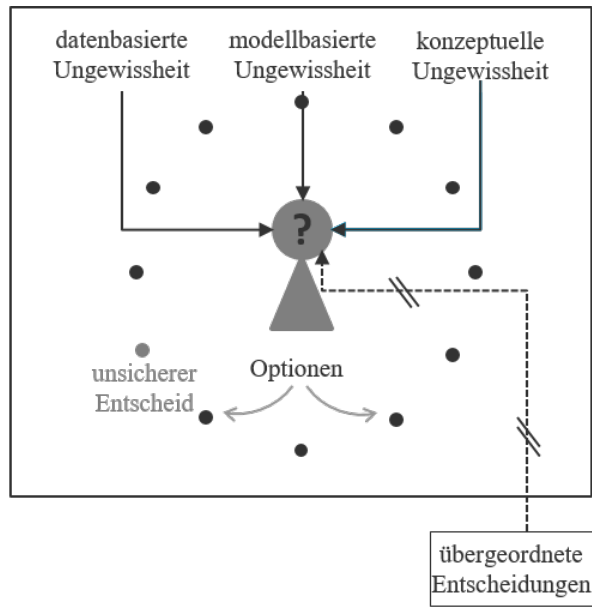 datenbasierte
Ungewissheit
modellbasierte
Ungewissheit
konzeptuelle
Ungewissheit
?
Optionen
unsicherer
Entscheid
übergeordnete
Entscheidungen